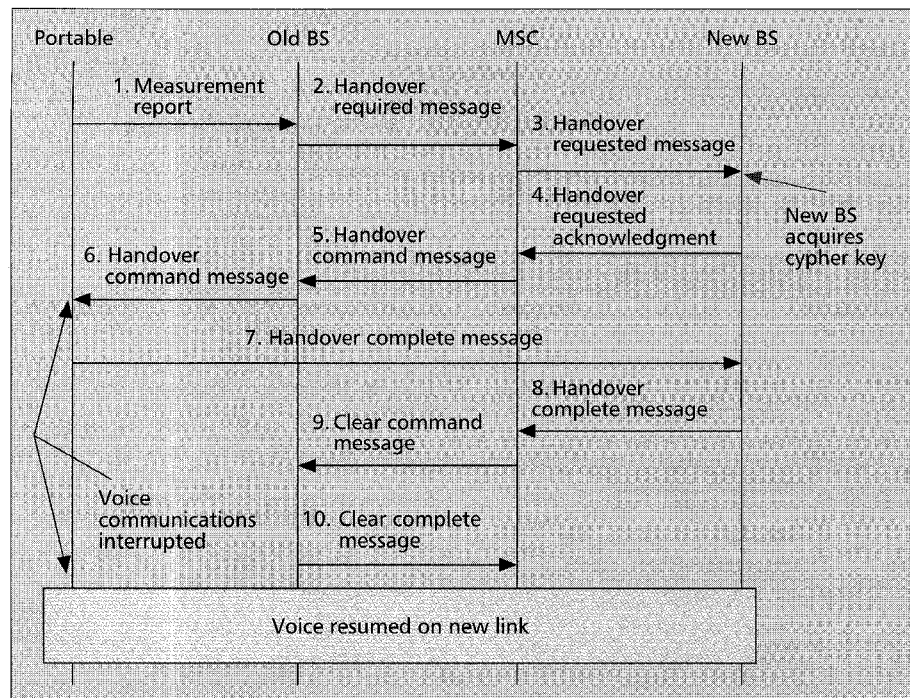 Portable Old BS MSC New BS
1. Measurement
report
2. Handover
required message
3. Handover
requested message
4. Handover
requested
acknowledgment
New BS
acquires
cypher key
5. Handover
command message
6. Handover
command message
7. Handover complete message
8. Handover
complete message
9. Clear command
message
Voice
communications
interrupted
10. Clear complete
message
Voice resumed on new link